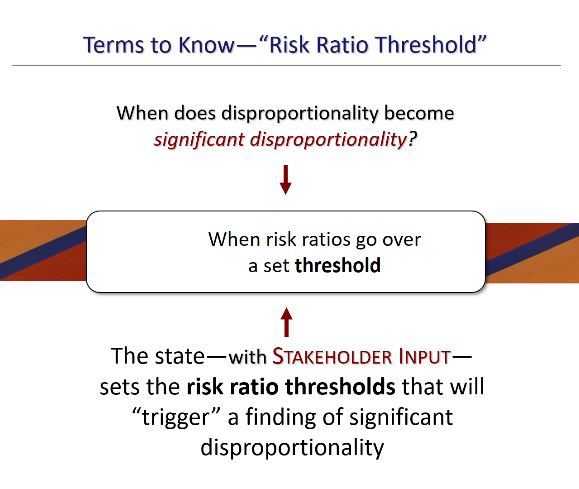 Terms to Know—“Risk Ratio Threshold”
When does disproportionality become
significant disproportionality?
When risk ratios go over
a set threshold
The state—with STAKEHOLDER INPUT—
sets the risk ratio thresholds that will
“trigger” a finding of significant
disproportionality